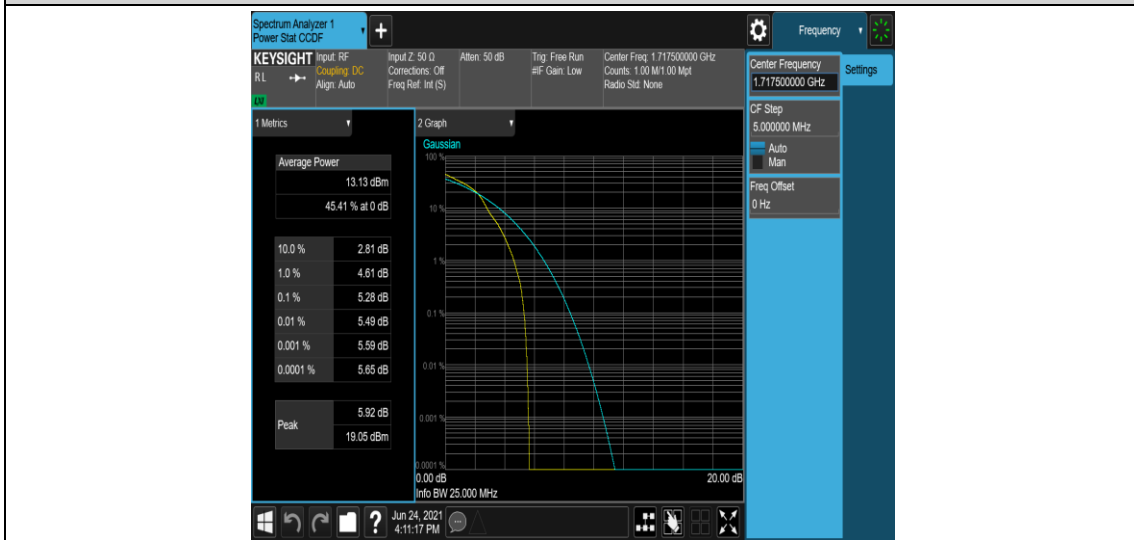 Spectrum Analyzer 1
Power Stat CCDF
+
Frequency
KEYSIGHT
RL
Input: RF
Coupling: DC
Align: Auto
Input Z: 50 Ω
Corrections: Off
Freq Ref: Int (S)
Atten: 50 dB
Trig: Free Run
#IF Gain: Low
Center Freq: 1.717500000 GHz
Counts: 1.00 M/1.00 Mpt
Radio Std: None
Center Frequency
1.717500000 GHz
Settings
CF Step
5.000000 MHz
Auto
Man
Freq Offset
0 Hz
1 Metrics
Average Power
13.13 dBm
45.41 % at 0 dB
10.0 % 2.81 dB
1.0 % 4.61 dB
0.1 % 5.28 dB
0.01 % 5.49 dB
0.001 % 5.59 dB
0.0001 % 5.65 dB
Peak
5.92 dB
19.05 dBm
2 Graph
Gaussian
100 %
10 %
1 %
0.1 %
0.01 %
0.001 %
0.0001 %
0.00 dB 20.00 dB
Info BW 25.000 MHz
?
Jun 24, 2021
4:11:17 PM